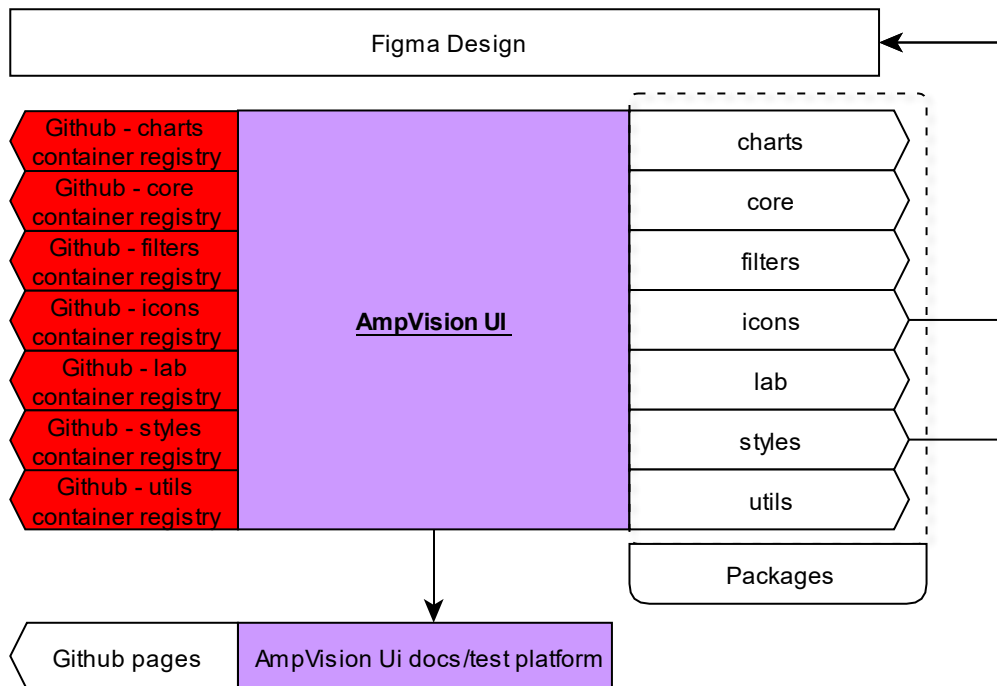 Figma Design
Github - charts
container registry
charts
Github - core
container registry
core
Github - filters
container registry
filters
Github - icons
container registry
AmpVision UI
icons
Github - lab
container registry
lab
Github - styles
container registry
styles
Github - utils
container registry
utils
Packages
Github pages
AmpVision Ui docs/test platform